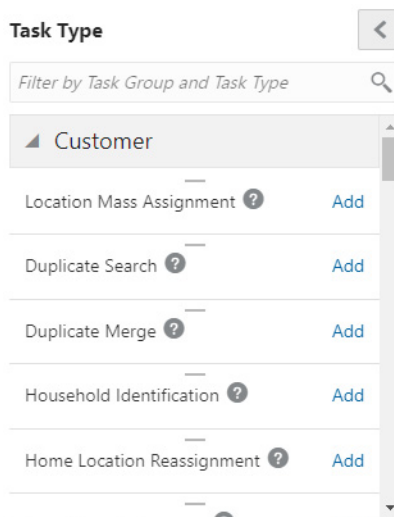 Task Type
Filter by Task Group and Task Type
Customer
Location Mass Assignment ? Add
Duplicate Search ? Add
Duplicate Merge ? Add
Household Identification ? Add
Home Location Reassignment ? Add